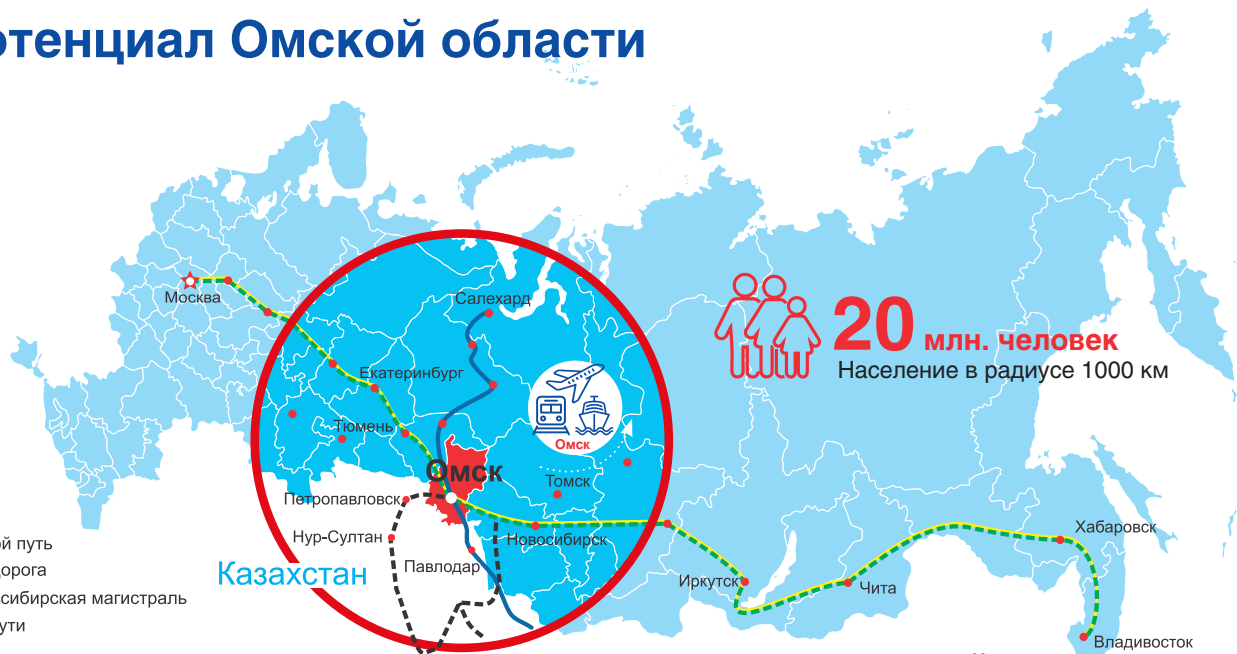 отенциал Омской области
Салехард
Москва
20 млн. человек
Население в радиусе 1000 км
Екатеринбург
Тюмень
Омск
Омск
Томск
Петропавловск
Нур-Султан
Новосибирск
Павлодар
Казахстан
Хабаровск
Иркутск
Чита
Владивосток
й путь
дорога
сибирская магистраль
ути